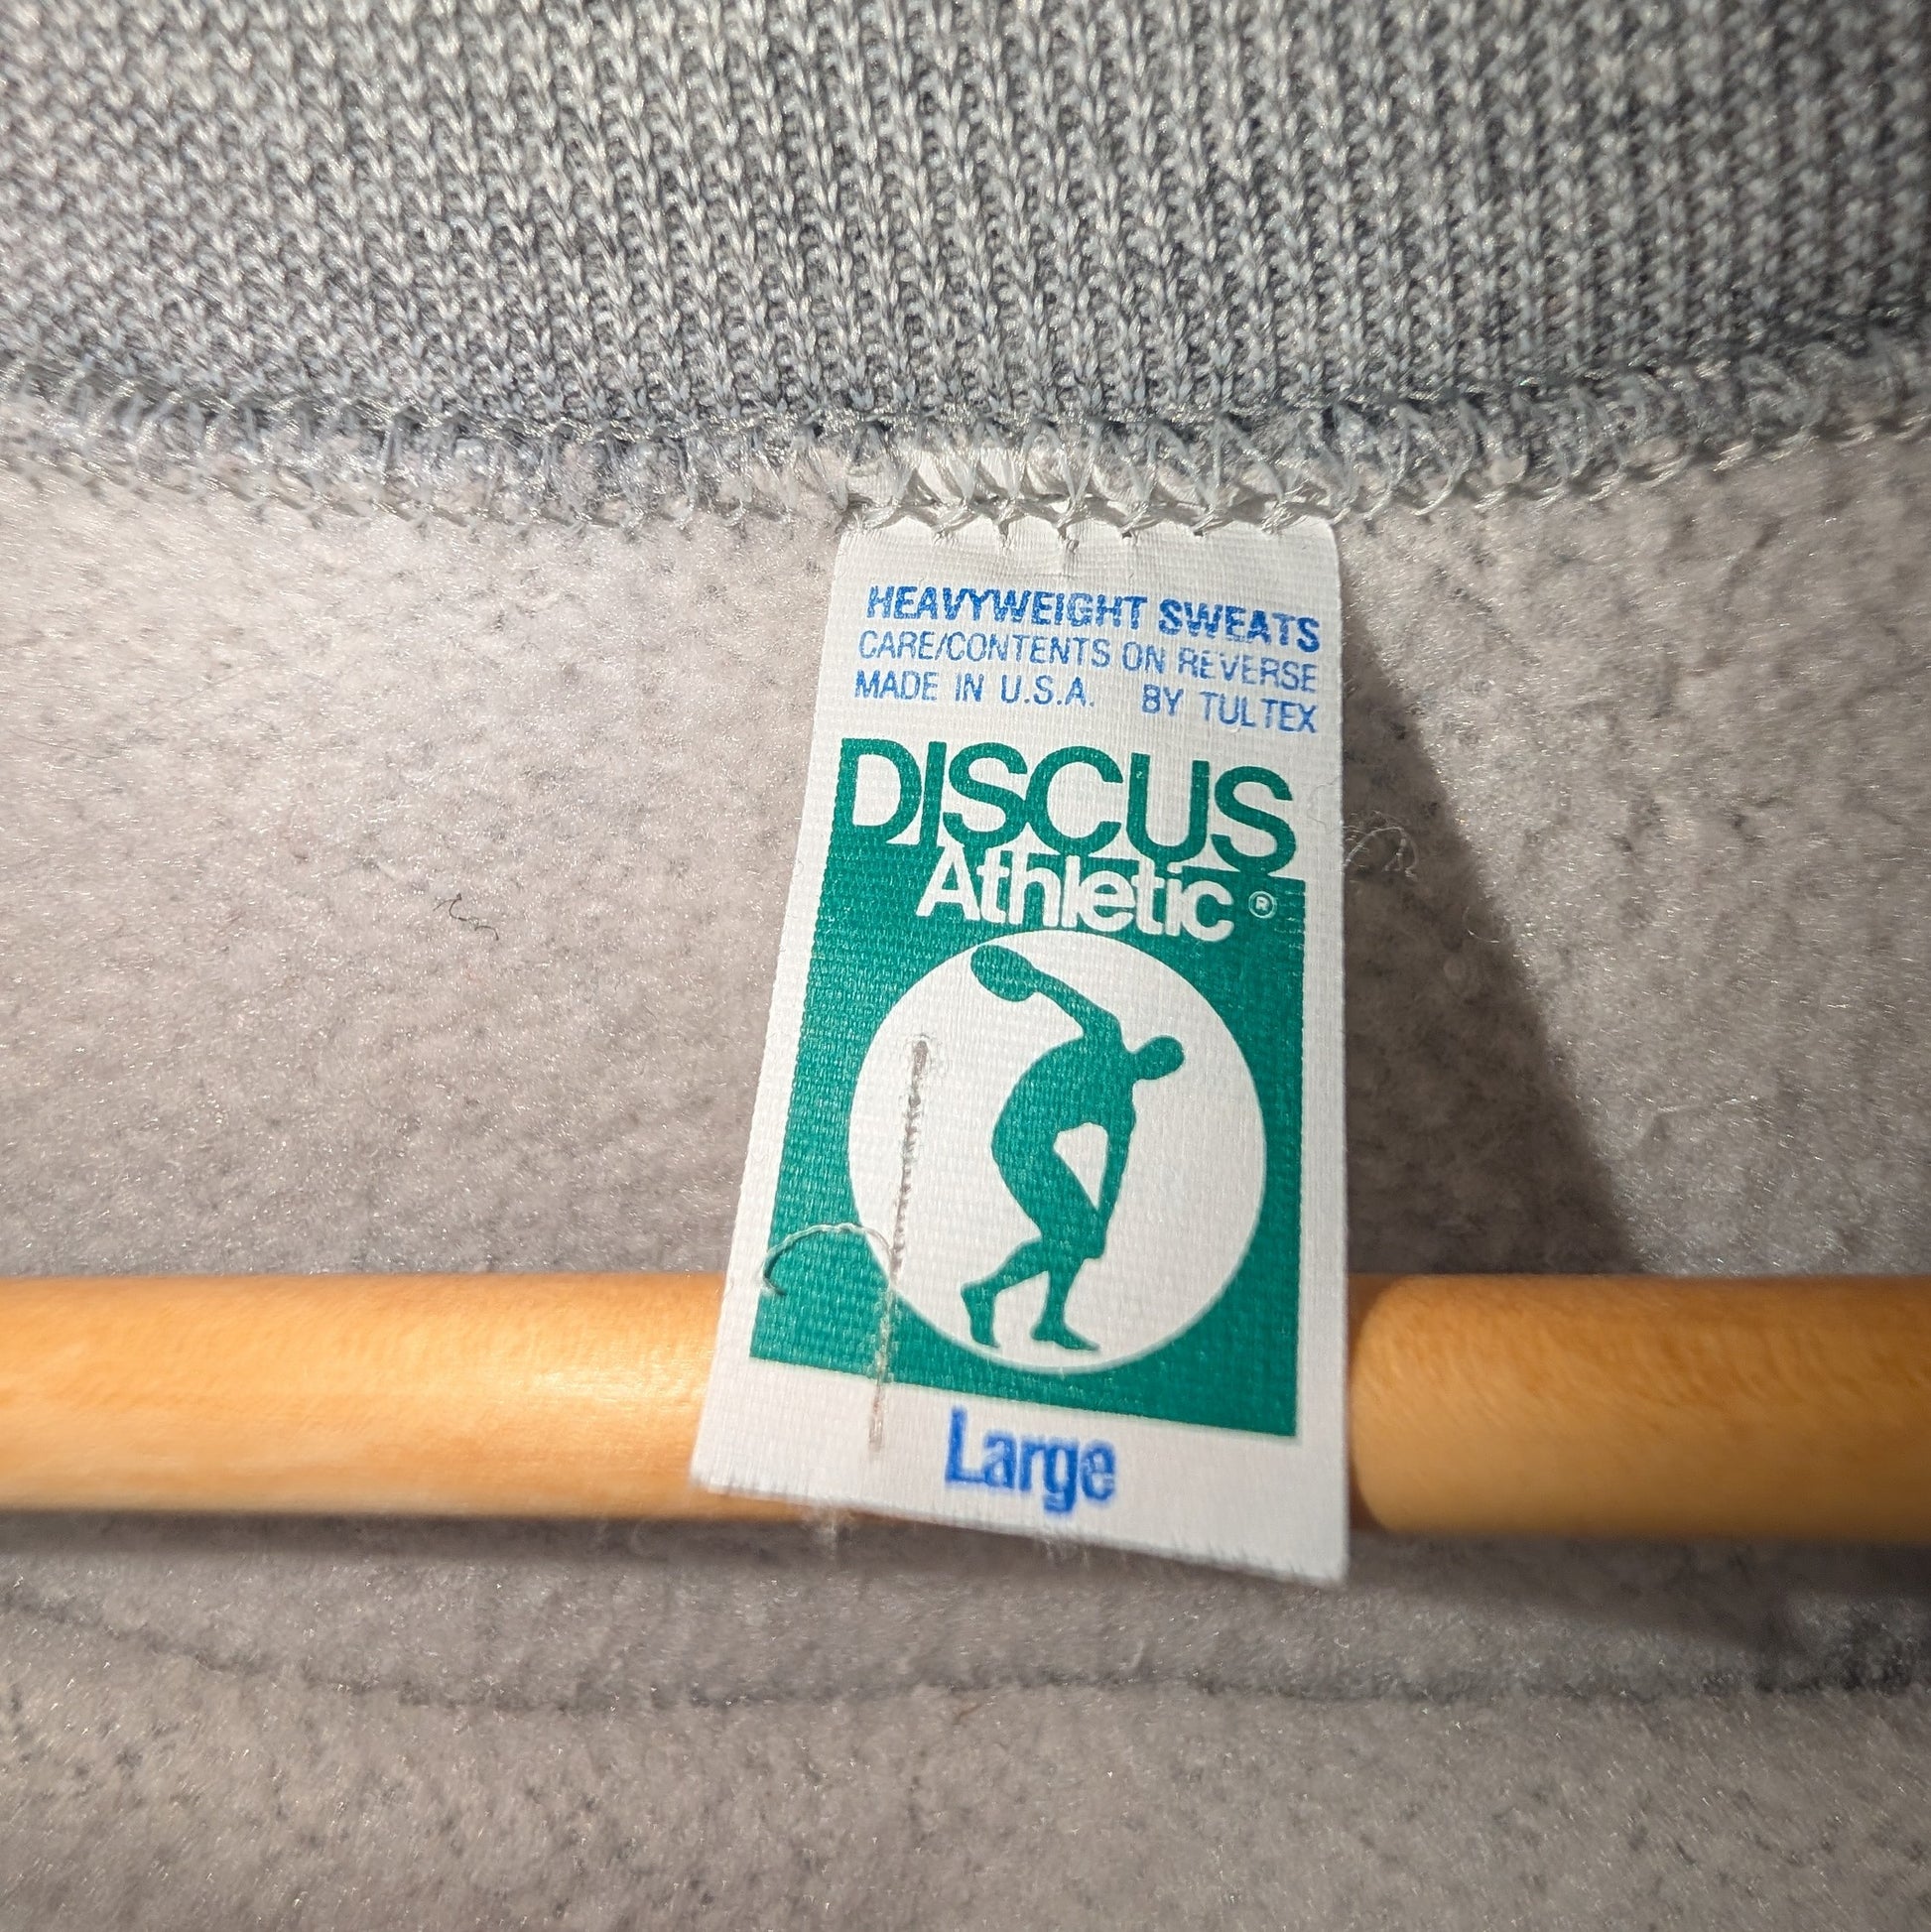 HEAVYWEIGHT SWEATS
CARE/CONTENTS ON REVERSE
MADE IN U.S.A. BY TULTEX
DISCUS
Athletic ®
Large